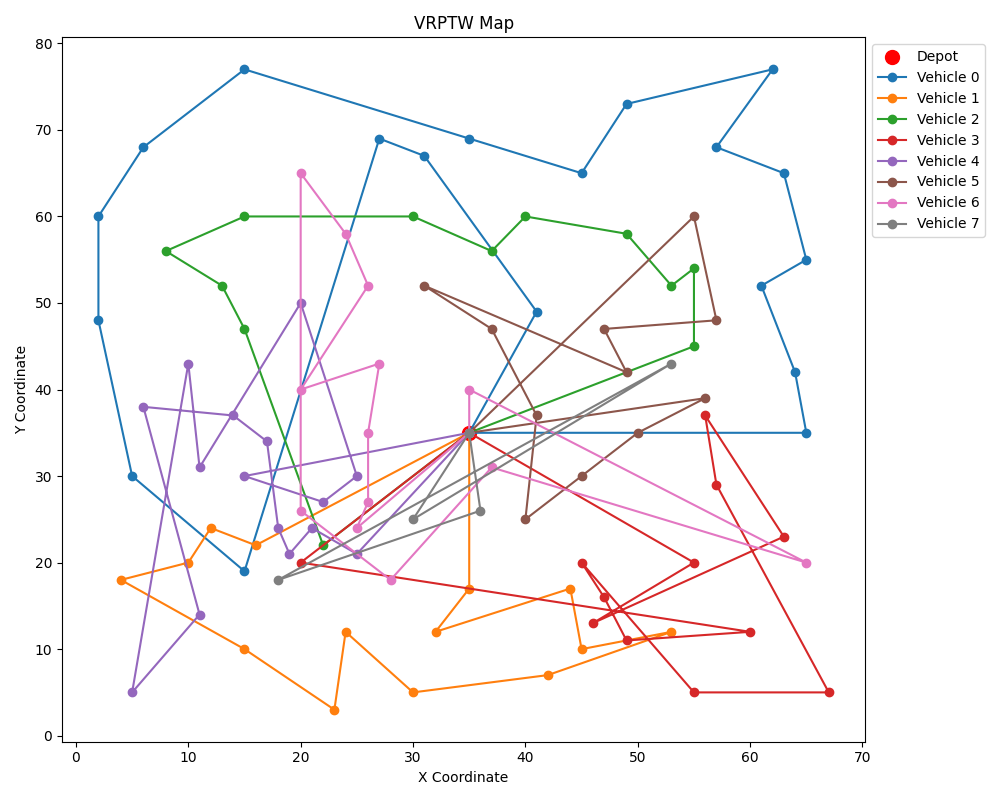 VRPTW Map
80
70
60
50
40
30
20
10
0
Y Coordinate
0 10 20 30 40 50 60 70
X Coordinate
Depot
Vehicle 0
Vehicle 1
Vehicle 2
Vehicle 3
Vehicle 4
Vehicle 5
Vehicle 6
Vehicle 7